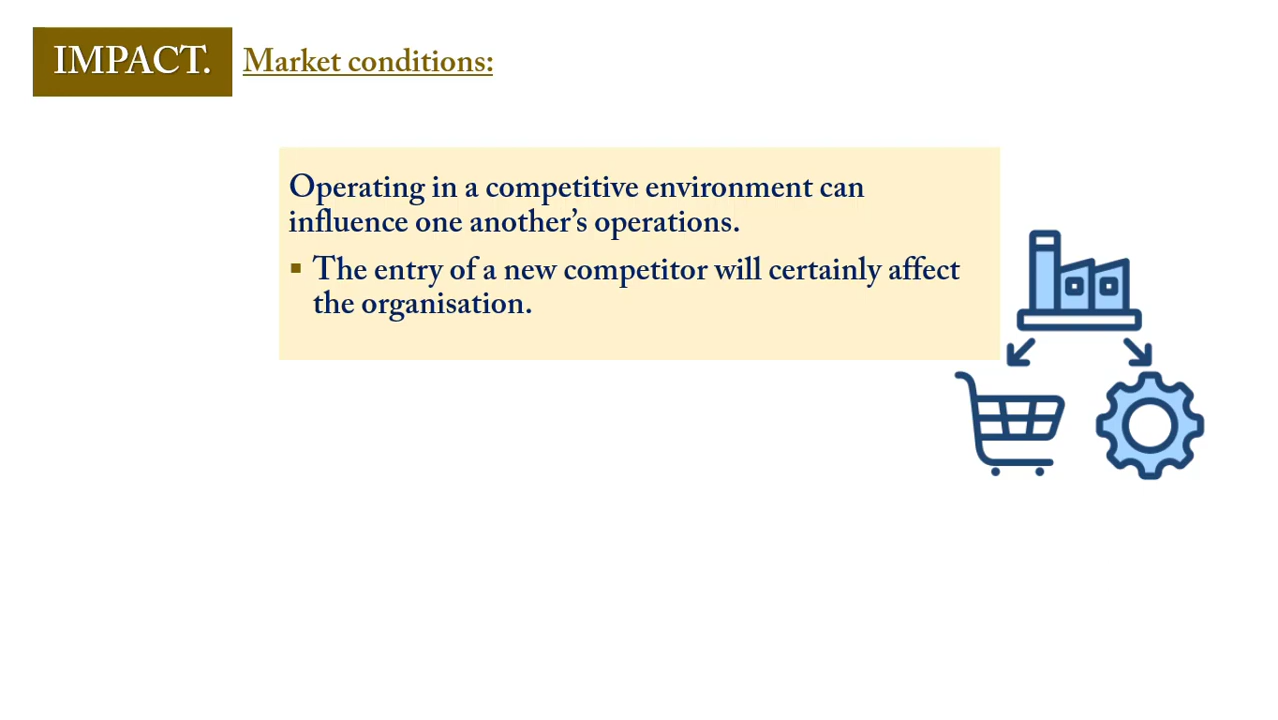 IMPACT.
Market conditions:
Operating in a competitive environment can
influence one another’s operations.
▪ The entry of a new competitor will certainly affect
the organisation.